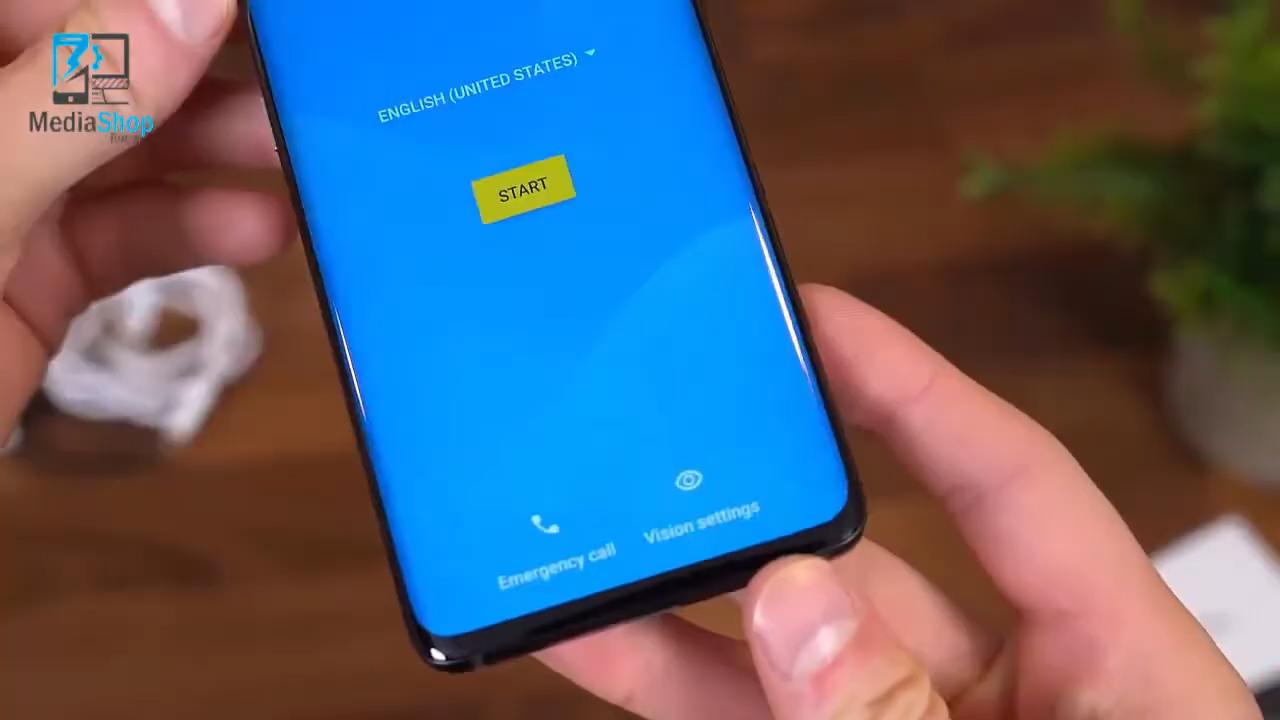 MediaShop
ENGLISH (UNITED STATES)
START
Vision settings
Emergency call